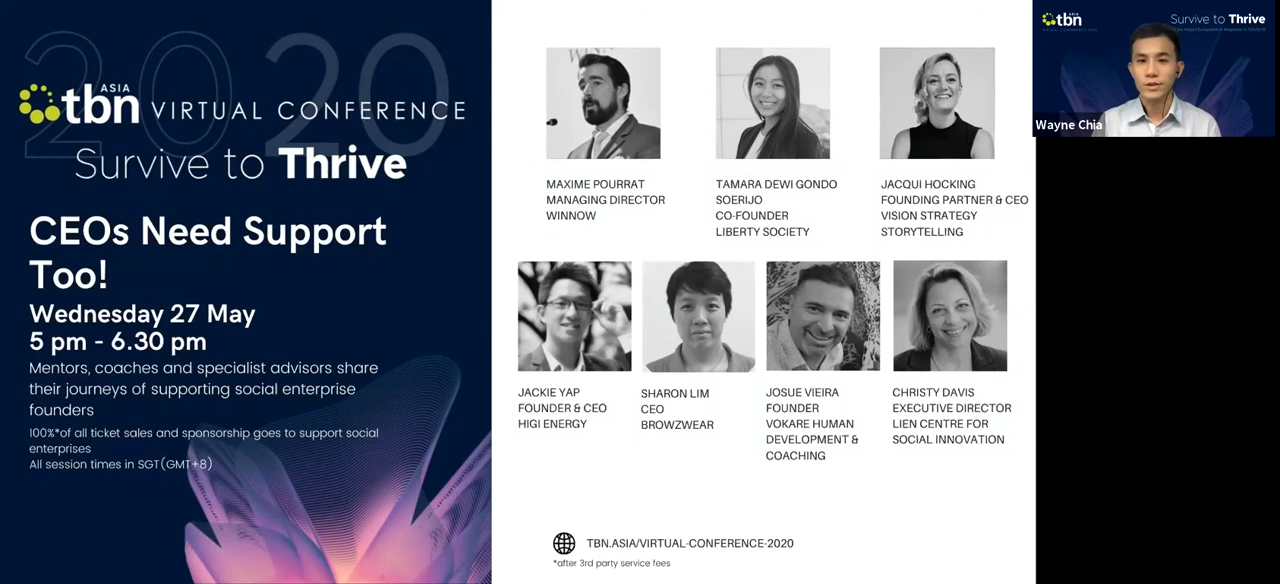 2020
tbn ASIA VIRTUAL CONFERENCE
Survive to Thrive
CEOs Need Support
Too!
Wednesday 27 May
5 pm - 6.30 pm
Mentors, coaches and specialist advisors share
their journeys of supporting social enterprise
founders
100%*of all ticket sales and sponsorship goes to support social
enterprises
All session times in SGT(GMT+8)
MAXIME POURRAT
MANAGING DIRECTOR
WINNOW
TAMARA DEWI GONDO
SOERIJO
CO-FOUNDER
LIBERTY SOCIETY
JACQUI HOCKING
FOUNDING PARTNER & CEO
VISION STRATEGY
STORYTELLING
JACKIE YAP
FOUNDER & CEO
HIGI ENERGY
SHARON LIM
CEO
BROWZWEAR
JOSUE VIEIRA
FOUNDER
VOKARE HUMAN
DEVELOPMENT &
COACHING
CHRISTY DAVIS
EXECUTIVE DIRECTOR
LIEN CENTRE FOR
SOCIAL INNOVATION
TBN.ASIA/VIRTUAL-CONFERENCE-2020
*after 3rd party service fees
tbn
Survive to Thrive
Wayne Chia